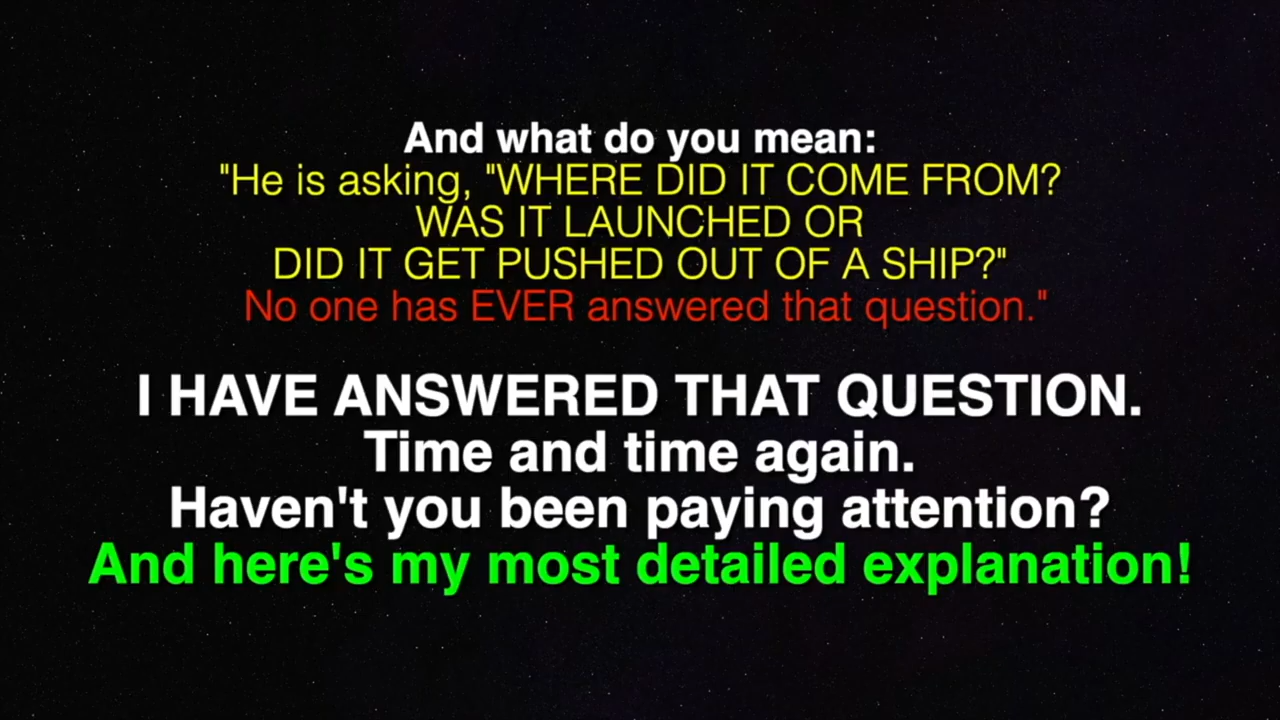 And what do you mean:
"He is asking, "WHERE DID IT COME FROM?
WAS IT LAUNCHED OR
DID IT GET PUSHED OUT OF A SHIP?"
No one has EVER answered that question."
I HAVE ANSWERED THAT QUESTION.
Time and time again.
Haven't you been paying attention?
And here's my most detailed explanation!